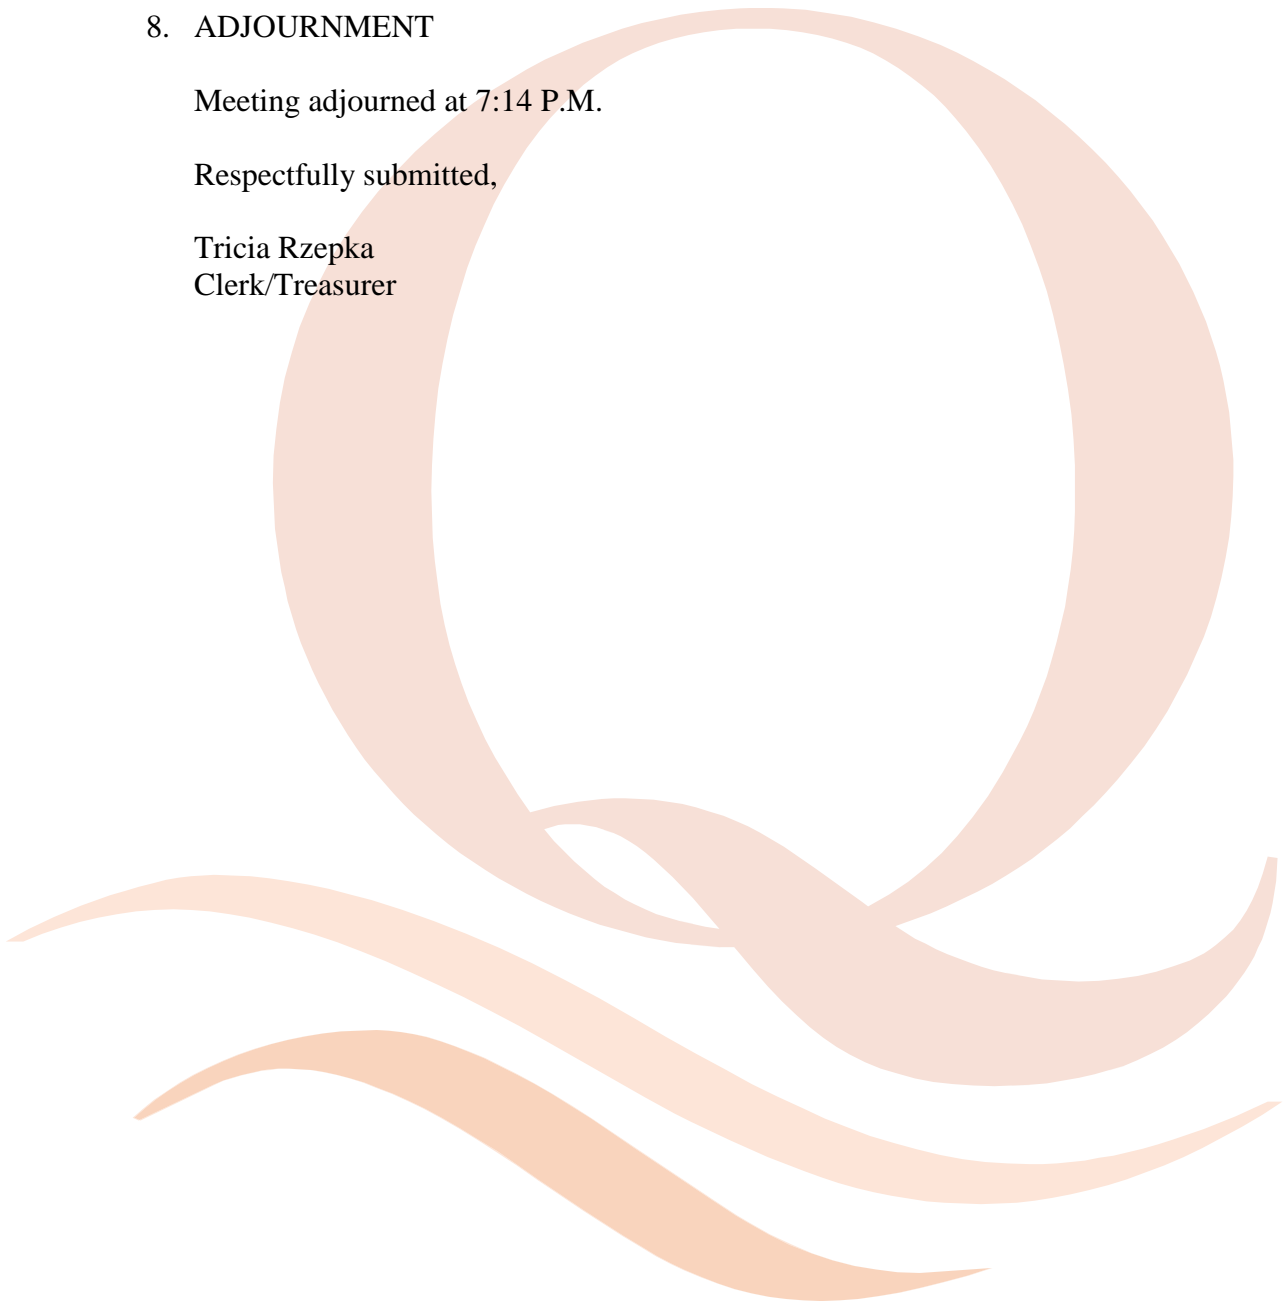 8. ADJOURNMENT
Meeting adjourned at 7:14 P.M.
Respectfully submitted,
Tricia Rzepka
Clerk/Treasurer
Q